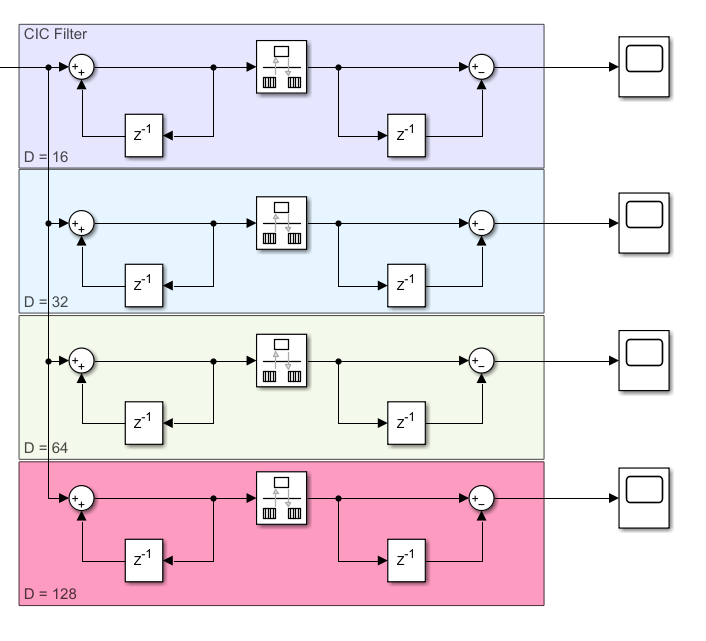 CIC Filter
+
+
+
−
z-1
z-1
D = 16
+
+
+
−
z-1
z-1
D = 32
+
+
+
−
z-1
z-1
D = 64
+
+
+
−
z-1
z-1
D = 128